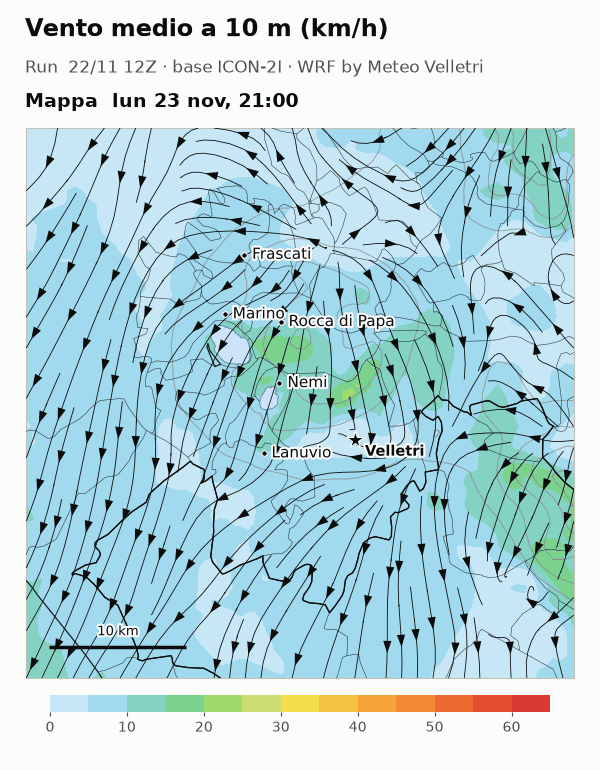 Vento medio a 10 m (km/h)
Run  22/11 12Z · base ICON-2I · WRF by Meteo Velletri
Mappa  lun 23 nov, 21:00
Frascati
Marino
Rocca di Papa
Nemi
Velletri
Lanuvio
10 km
0 10 20 30 40 50 60